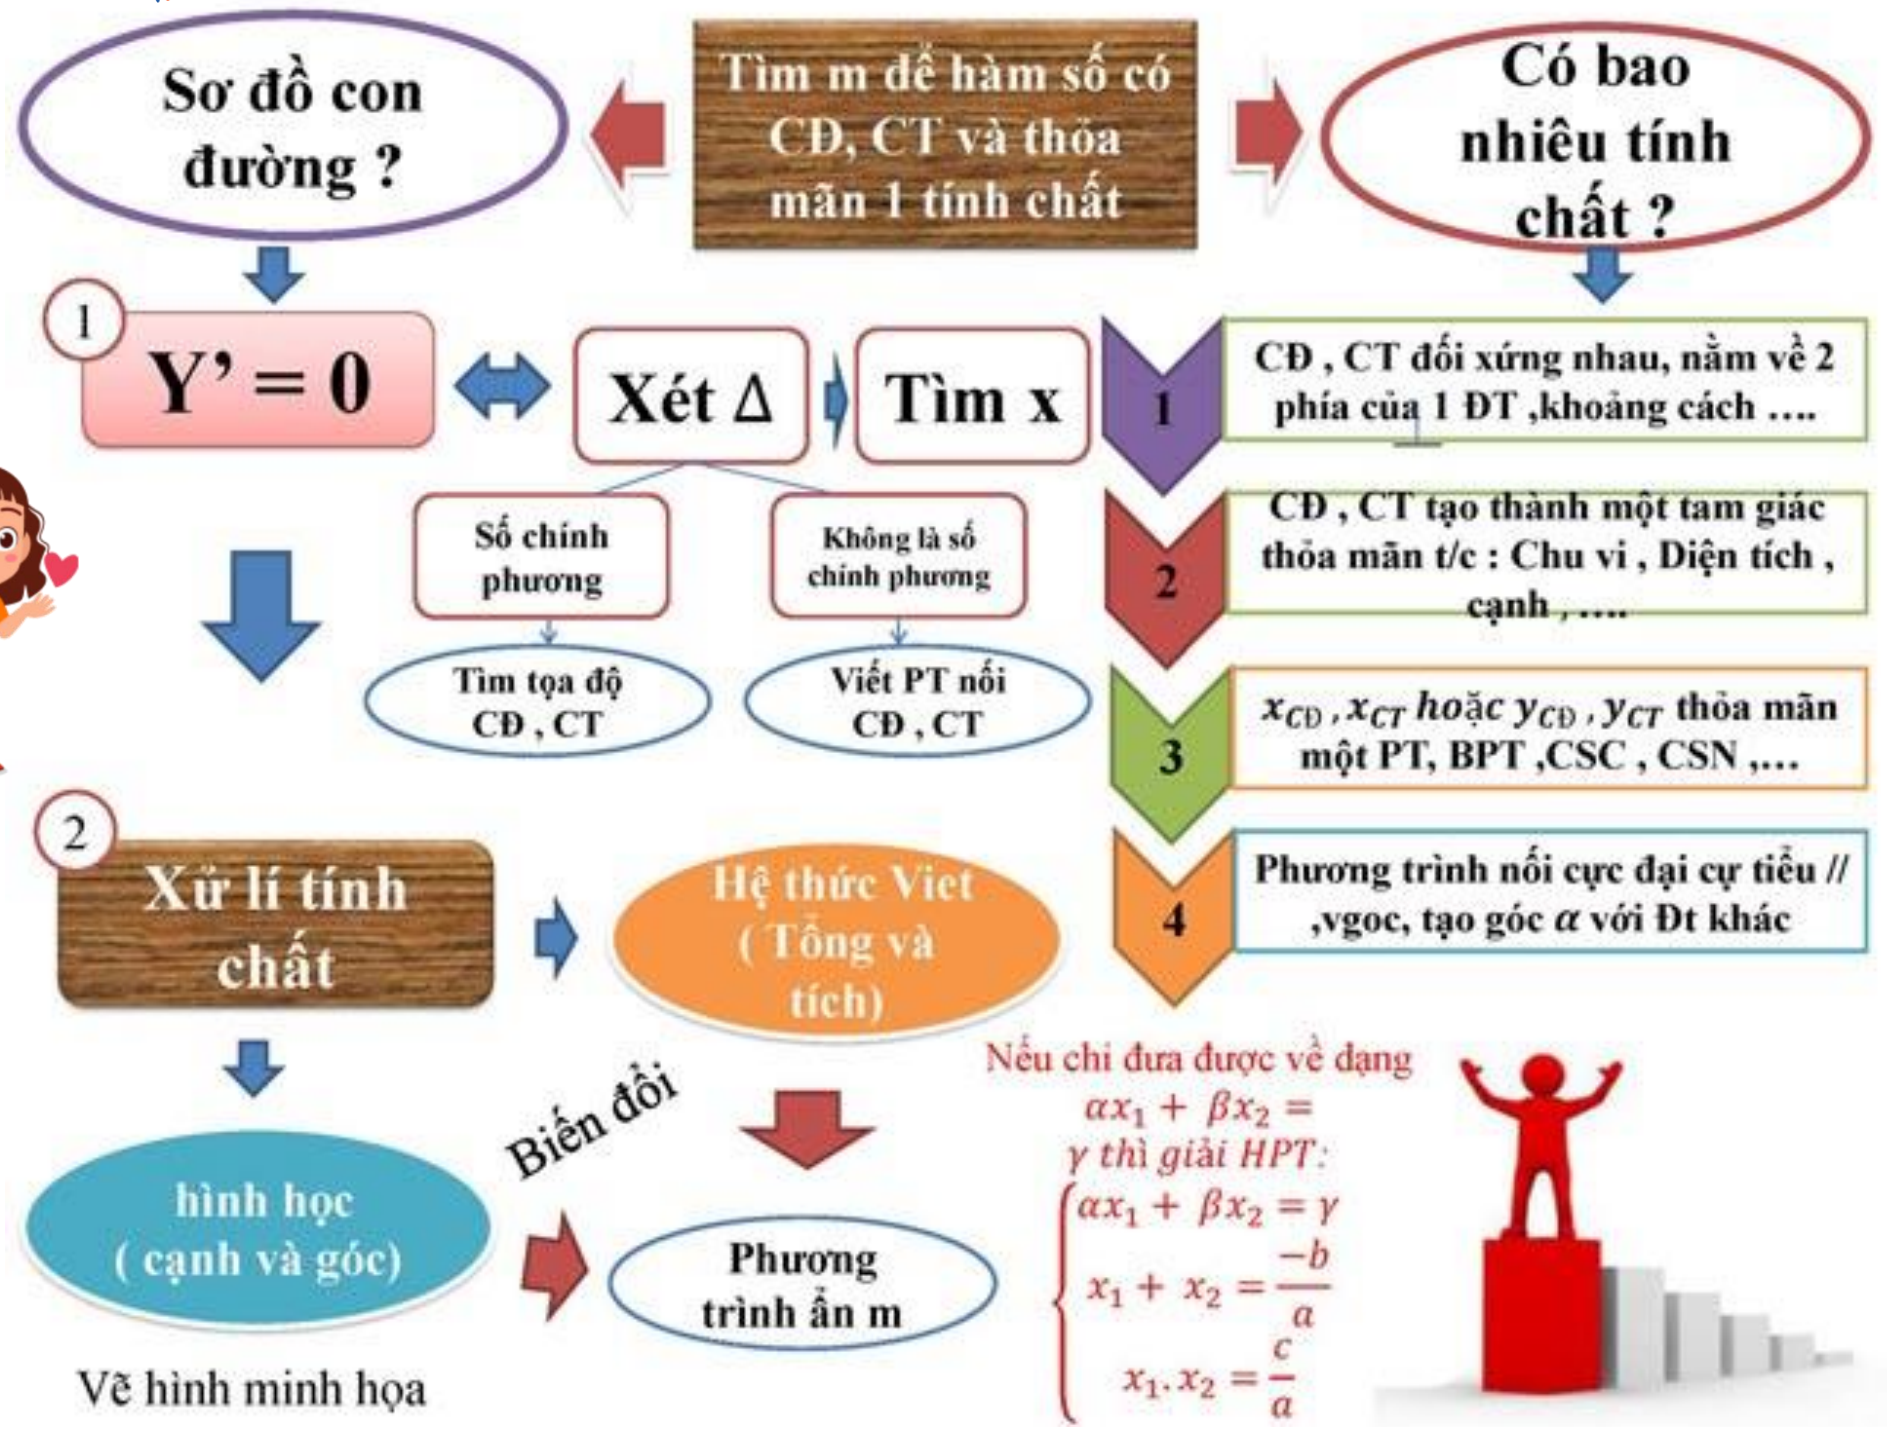 Sơ đồ con
đường ?
Tìm m để hàm số có
CĐ, CT và thỏa
mãn 1 tính chất
Có bao
nhiêu tính
chất ?
1
Y’ = 0
Xét Δ
Tìm x
Số chính
phương
Không là số
chính phương
Tìm tọa độ
CĐ , CT
Viết PT nối
CĐ , CT
1
CĐ , CT đối xứng nhau, nằm về 2
phía của 1 ĐT ,khoảng cách ….
2
CĐ , CT tạo thành một tam giác
thỏa mãn t/c : Chu vi , Diện tích ,
cạnh , ….
3
x_CĐ , x_CT hoặc y_CĐ , y_CT thỏa mãn
một PT, BPT ,CSC , CSN ,…
4
Phương trình nối cực đại cự tiểu //
,vgoc, tạo góc α với Đt khác
2
Xử lí tính
chất
Hệ thức Viet
( Tổng và
tích)
Biến đổi
hình học
( cạnh và góc)
Phương
trình ẩn m
Vẽ hình minh họa
Nếu chỉ đưa được về dạng
αx₁ + βx₂ =
γ thì giải HPT:
αx₁ + βx₂ = γ
x₁ + x₂ = −b/a
x₁. x₂ = c/a